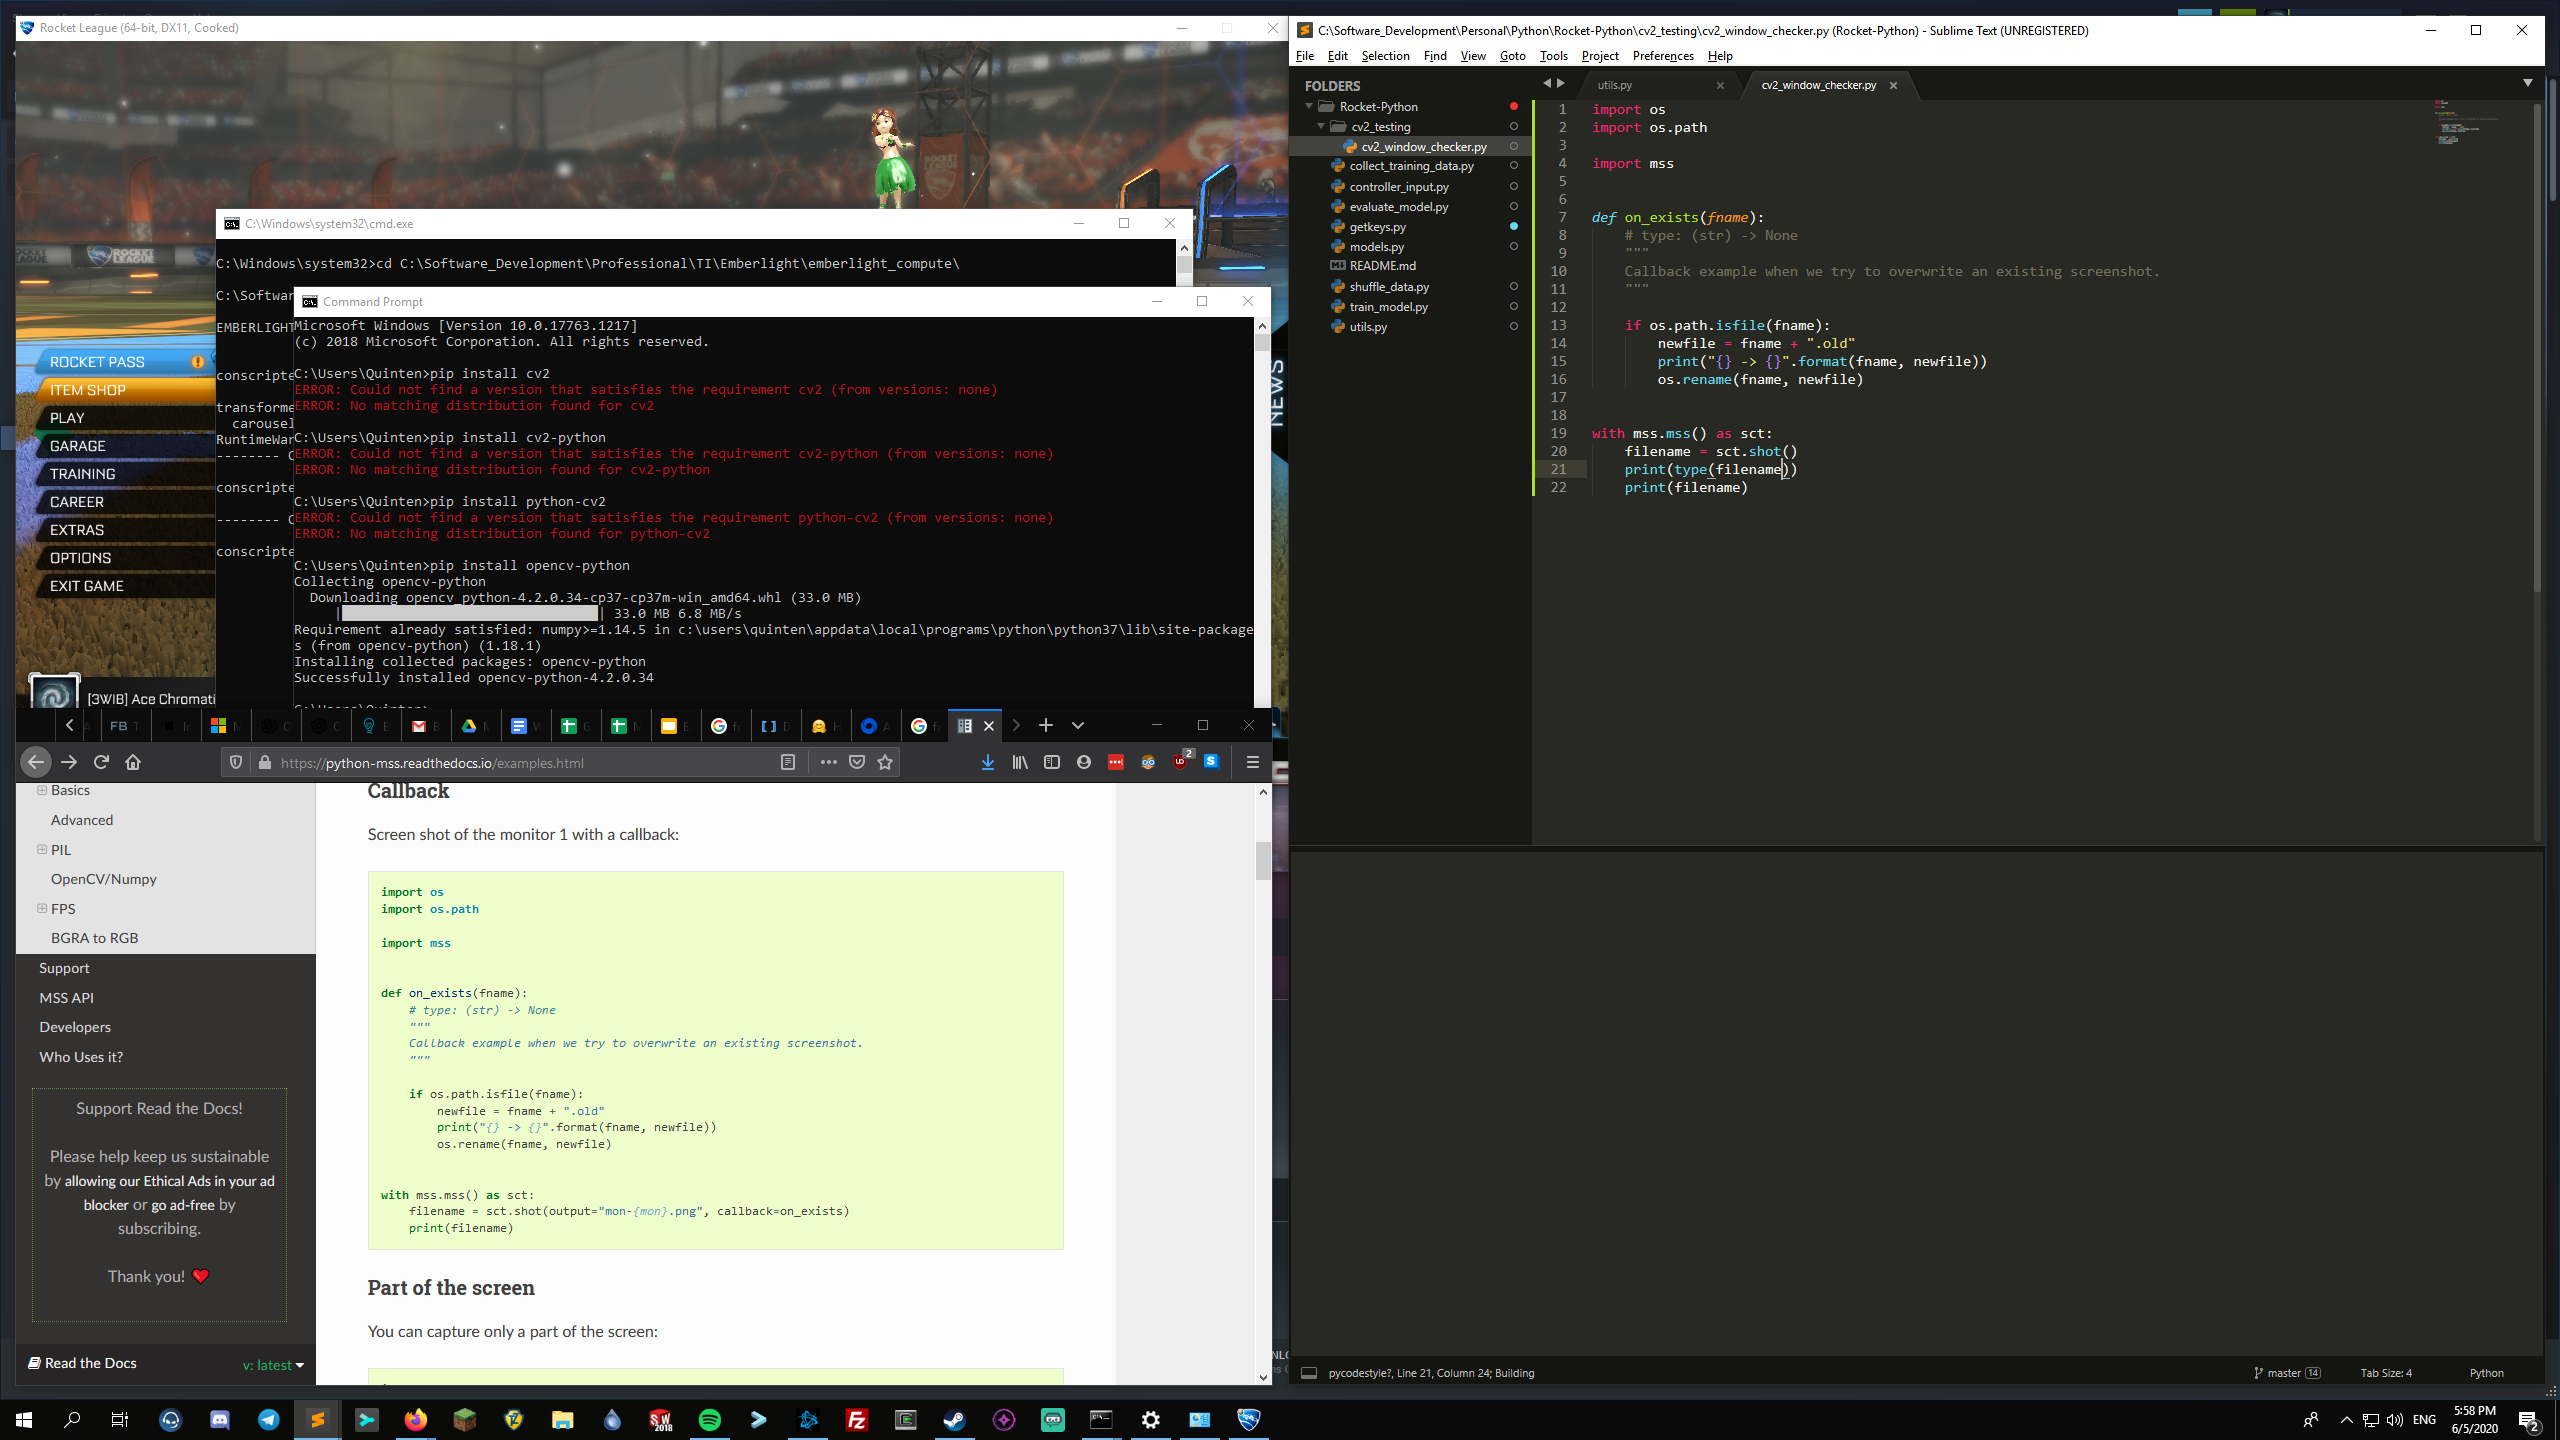 Rocket League (64-bit, DX11, Cooked)
ROCKET PASS
ITEM SHOP
PLAY
GARAGE
TRAINING
CAREER
EXTRAS
OPTIONS
EXIT GAME
NEWS
[3WIB] Ace Chromati
C:\Windows\system32\cmd.exe
C:\Windows\system32>cd C:\Software_Development\Professional\TI\Emberlight\emberlight_compute\
C:\Softwar
EMBERLIGHT
conscripte
transforme
carousel
RuntimeWar
-------- C
conscripte
-------- C
conscripte
Command Prompt
Microsoft Windows [Version 10.0.17763.1217]
(c) 2018 Microsoft Corporation. All rights reserved.
C:\Users\Quinten>pip install cv2
ERROR: Could not find a version that satisfies the requirement cv2 (from versions: none)
ERROR: No matching distribution found for cv2
C:\Users\Quinten>pip install cv2-python
ERROR: Could not find a version that satisfies the requirement cv2-python (from versions: none)
ERROR: No matching distribution found for cv2-python
C:\Users\Quinten>pip install python-cv2
ERROR: Could not find a version that satisfies the requirement python-cv2 (from versions: none)
ERROR: No matching distribution found for python-cv2
C:\Users\Quinten>pip install opencv-python
Collecting opencv-python
Downloading opencv_python-4.2.0.34-cp37-cp37m-win_amd64.whl (33.0 MB)
33.0 MB 6.8 MB/s
Requirement already satisfied: numpy>=1.14.5 in c:\users\quinten\appdata\local\programs\python\python37\lib\site-package
s (from opencv-python) (1.18.1)
Installing collected packages: opencv-python
Successfully installed opencv-python-4.2.0.34
https://python-mss.readthedocs.io/examples.html
2
Basics
Advanced
PIL
OpenCV/Numpy
FPS
BGRA to RGB
Support
MSS API
Developers
Who Uses it?
Support Read the Docs!
Please help keep us sustainable
by allowing our Ethical Ads in your ad
blocker or go ad-free by
subscribing.
Thank you! ❤
Read the Docs
v: latest
Callback
Screen shot of the monitor 1 with a callback:
import os
import os.path
import mss
def on_exists(fname):
# type: (str) -> None
"""
Callback example when we try to overwrite an existing screenshot.
"""
if os.path.isfile(fname):
newfile = fname + ".old"
print("{} -> {}".format(fname, newfile))
os.rename(fname, newfile)
with mss.mss() as sct:
filename = sct.shot(output="mon-{mon}.png", callback=on_exists)
print(filename)
Part of the screen
You can capture only a part of the screen:
C:\Software_Development\Personal\Python\Rocket-Python\cv2_testing\cv2_window_checker.py (Rocket-Python) - Sublime Text (UNREGISTERED)
File Edit Selection Find View Goto Tools Project Preferences Help
FOLDERS
Rocket-Python
cv2_testing
cv2_window_checker.py
collect_training_data.py
controller_input.py
evaluate_model.py
getkeys.py
models.py
README.md
shuffle_data.py
train_model.py
utils.py
utils.py
cv2_window_checker.py
1 import os
2 import os.path
3
4 import mss
5
6
7 def on_exists(fname):
8 # type: (str) -> None
9 """
10 Callback example when we try to overwrite an existing screenshot.
11 """
12
13 if os.path.isfile(fname):
14 newfile = fname + ".old"
15 print("{} -> {}".format(fname, newfile))
16 os.rename(fname, newfile)
17
18
19 with mss.mss() as sct:
20 filename = sct.shot()
21 print(type(filename))
22 print(filename)
pycodestyle?, Line 21, Column 24; Building
master 14
Tab Size: 4
Python
ENG
5:58 PM
6/5/2020
2